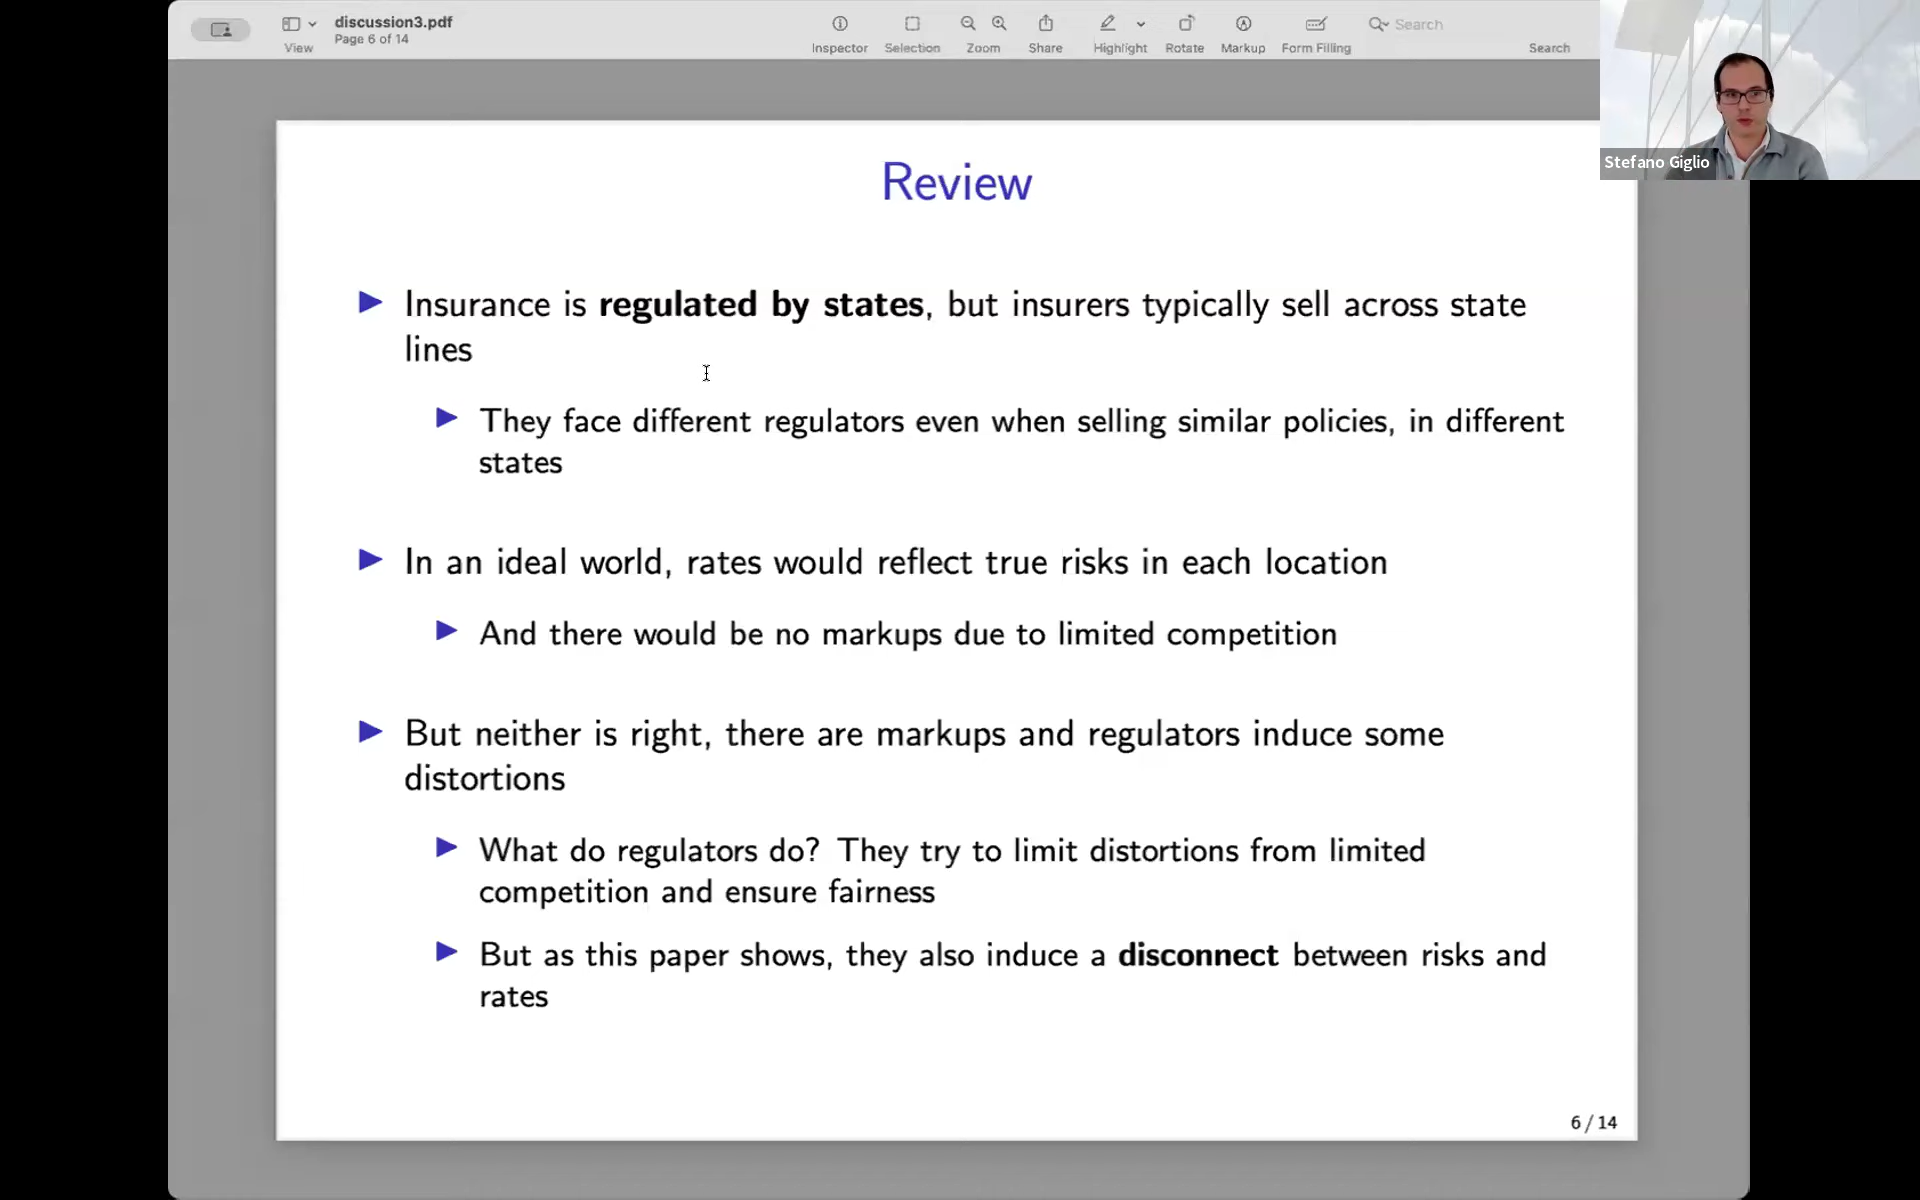 discussion3.pdf
Page 6 of 14
View
Inspector
Selection
Zoom
Share
Highlight
Rotate
Markup
Form Filling
Search
Search
Stefano Giglio
Review
Insurance is regulated by states, but insurers typically sell across state
lines
They face different regulators even when selling similar policies, in different
states
In an ideal world, rates would reflect true risks in each location
And there would be no markups due to limited competition
But neither is right, there are markups and regulators induce some
distortions
What do regulators do? They try to limit distortions from limited
competition and ensure fairness
But as this paper shows, they also induce a disconnect between risks and
rates
6 / 14